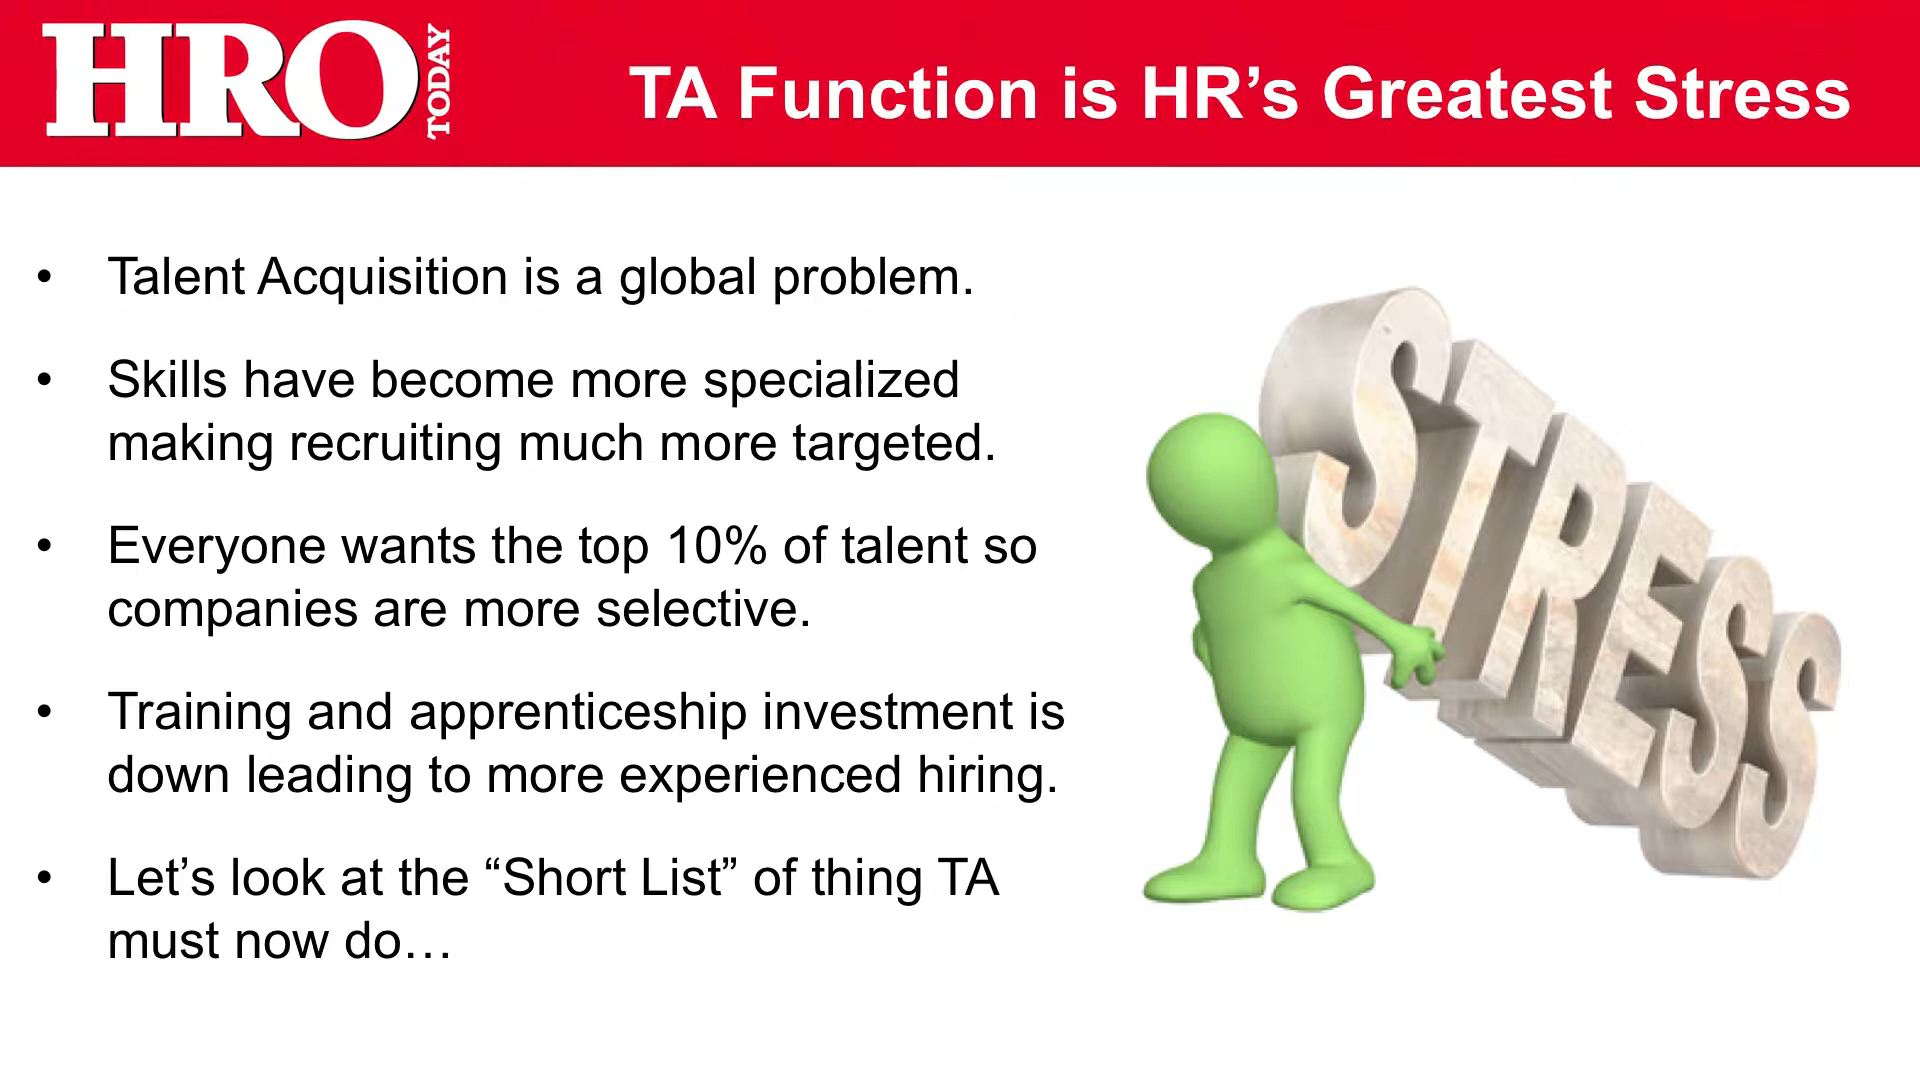 HRO
TODAY
TA Function is HR’s Greatest Stress
• Talent Acquisition is a global problem.
• Skills have become more specialized
making recruiting much more targeted.
• Everyone wants the top 10% of talent so
companies are more selective.
• Training and apprenticeship investment is
down leading to more experienced hiring.
• Let’s look at the “Short List” of thing TA
must now do…
STRESS